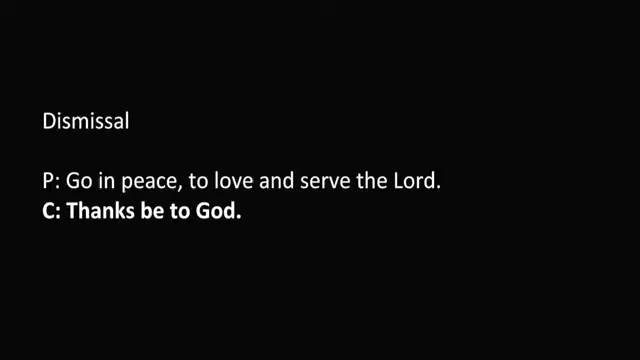 Dismissal
P: Go in peace, to love and serve the Lord.
C: Thanks be to God.